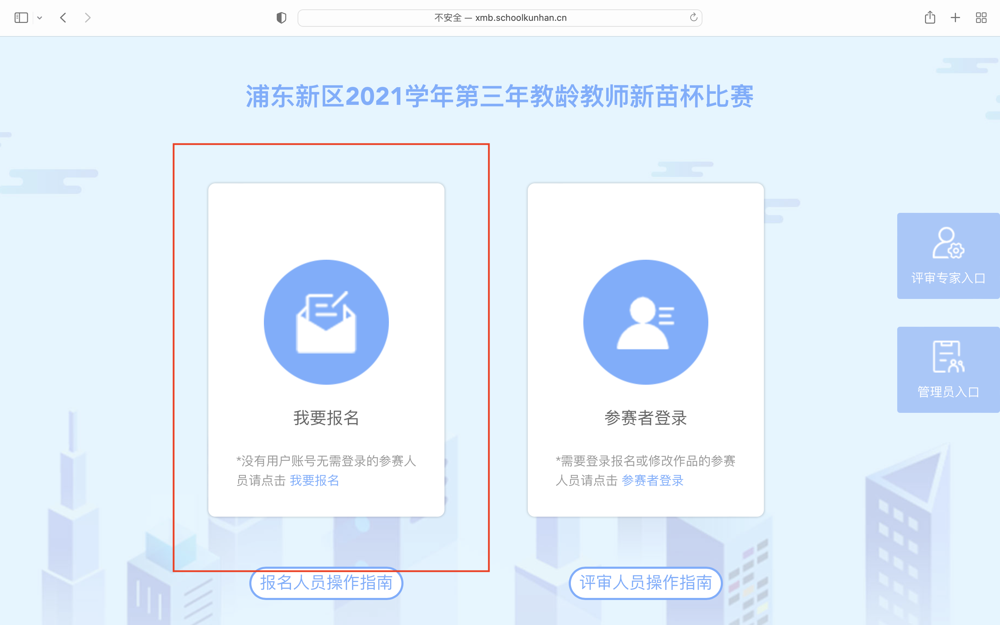 不安全 — xmb.schoolkunhan.cn
浦东新区2021学年第三年教龄教师新苗杯比赛
我要报名
*没有用户账号无需登录的参赛人
员请点击 我要报名
报名人员操作指南
参赛者登录
*需要登录报名或修改作品的参赛
人员请点击 参赛者登录
评审人员操作指南
评审专家入口
管理员入口